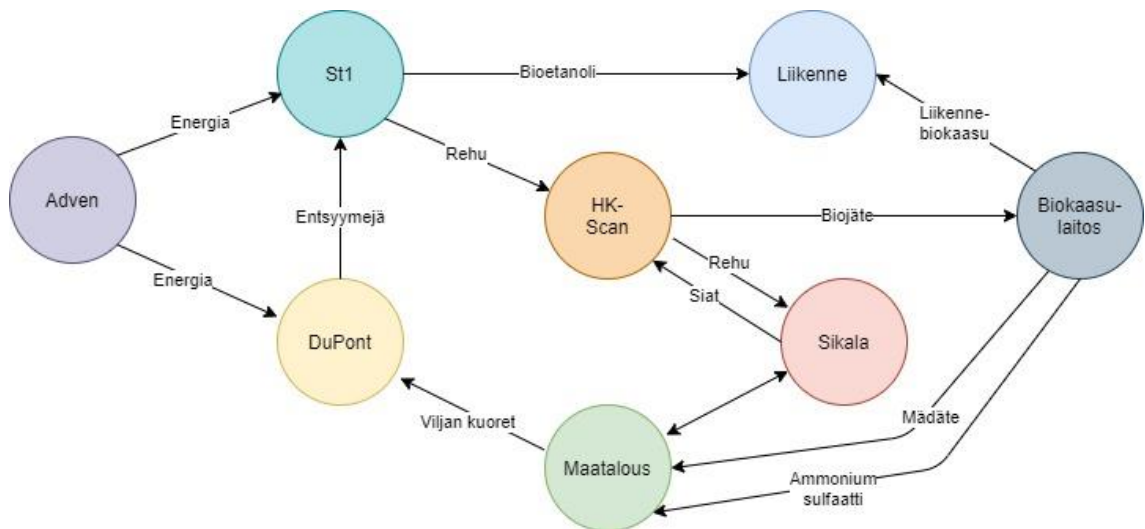 St1
Bioetanoli
Liikenne
Energia
Liikenne-
biokaasu
Rehu
Adven
Entsyymejä
HK-
Scan
Biojäte
Biokaasu-
laitos
Rehu
Energia
Siat
DuPont
Sikala
Viljan kuoret
Mädäte
Maatalous
Ammonium
sulfaatti